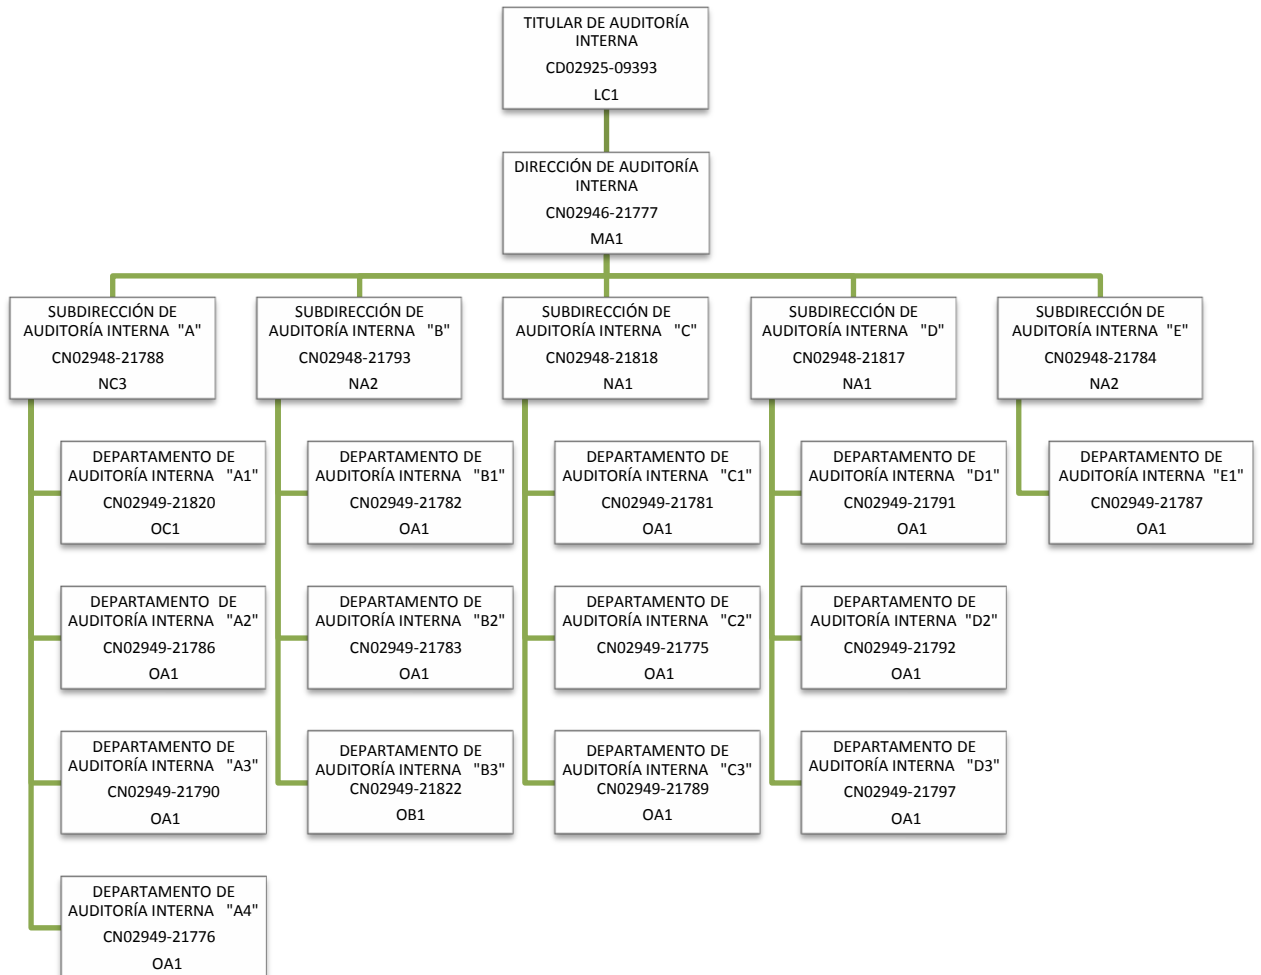 TITULAR DE AUDITORÍA
INTERNA
CD02925-09393
LC1
DIRECCIÓN DE AUDITORÍA
INTERNA
CN02946-21777
MA1
SUBDIRECCIÓN DE
AUDITORÍA INTERNA "A"
CN02948-21788
NC3
SUBDIRECCIÓN DE
AUDITORÍA INTERNA "B"
CN02948-21793
NA2
SUBDIRECCIÓN DE
AUDITORÍA INTERNA "C"
CN02948-21818
NA1
SUBDIRECCIÓN DE
AUDITORÍA INTERNA "D"
CN02948-21817
NA1
SUBDIRECCIÓN DE
AUDITORÍA INTERNA "E"
CN02948-21784
NA2
DEPARTAMENTO DE
AUDITORÍA INTERNA "A1"
CN02949-21820
OC1
DEPARTAMENTO DE
AUDITORÍA INTERNA "B1"
CN02949-21782
OA1
DEPARTAMENTO DE
AUDITORÍA INTERNA "C1"
CN02949-21781
OA1
DEPARTAMENTO DE
AUDITORÍA INTERNA "D1"
CN02949-21791
OA1
DEPARTAMENTO DE
AUDITORÍA INTERNA "E1"
CN02949-21787
OA1
DEPARTAMENTO DE
AUDITORÍA INTERNA "A2"
CN02949-21786
OA1
DEPARTAMENTO DE
AUDITORÍA INTERNA "B2"
CN02949-21783
OA1
DEPARTAMENTO DE
AUDITORÍA INTERNA "C2"
CN02949-21775
OA1
DEPARTAMENTO DE
AUDITORÍA INTERNA "D2"
CN02949-21792
OA1
DEPARTAMENTO DE
AUDITORÍA INTERNA "A3"
CN02949-21790
OA1
DEPARTAMENTO DE
AUDITORÍA INTERNA "B3"
CN02949-21822
OB1
DEPARTAMENTO DE
AUDITORÍA INTERNA "C3"
CN02949-21789
OA1
DEPARTAMENTO DE
AUDITORÍA INTERNA "D3"
CN02949-21797
OA1
DEPARTAMENTO DE
AUDITORÍA INTERNA "A4"
CN02949-21776
OA1